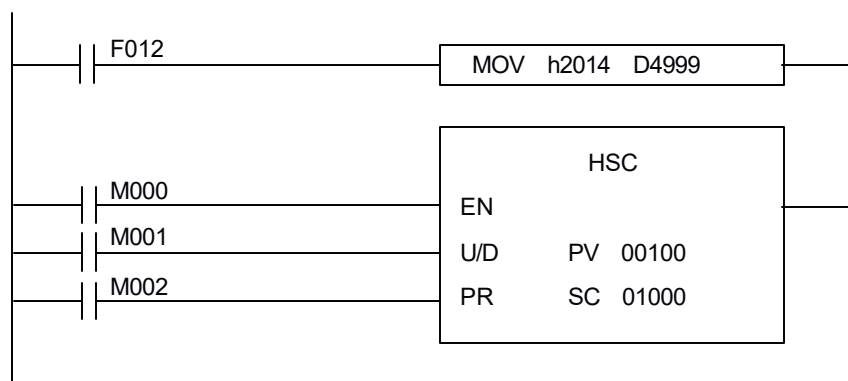 F012
MOV h2014 D4999
HSC
M000
EN
M001
U/D PV 00100
M002
PR SC 01000